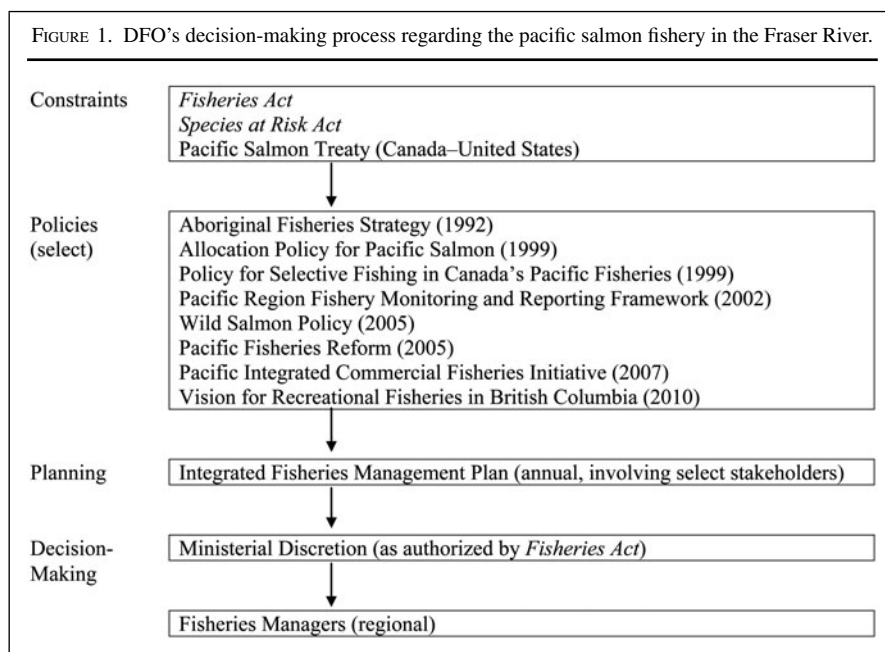 FIGURE 1. DFO's decision-making process regarding the pacific salmon fishery in the Fraser River.
Constraints
Fisheries Act
Species at Risk Act
Pacific Salmon Treaty (Canada–United States)
Policies
(select)
Aboriginal Fisheries Strategy (1992)
Allocation Policy for Pacific Salmon (1999)
Policy for Selective Fishing in Canada's Pacific Fisheries (1999)
Pacific Region Fishery Monitoring and Reporting Framework (2002)
Wild Salmon Policy (2005)
Pacific Fisheries Reform (2005)
Pacific Integrated Commercial Fisheries Initiative (2007)
Vision for Recreational Fisheries in British Columbia (2010)
Planning
Integrated Fisheries Management Plan (annual, involving select stakeholders)
Decision-
Making
Ministerial Discretion (as authorized by Fisheries Act)
Fisheries Managers (regional)